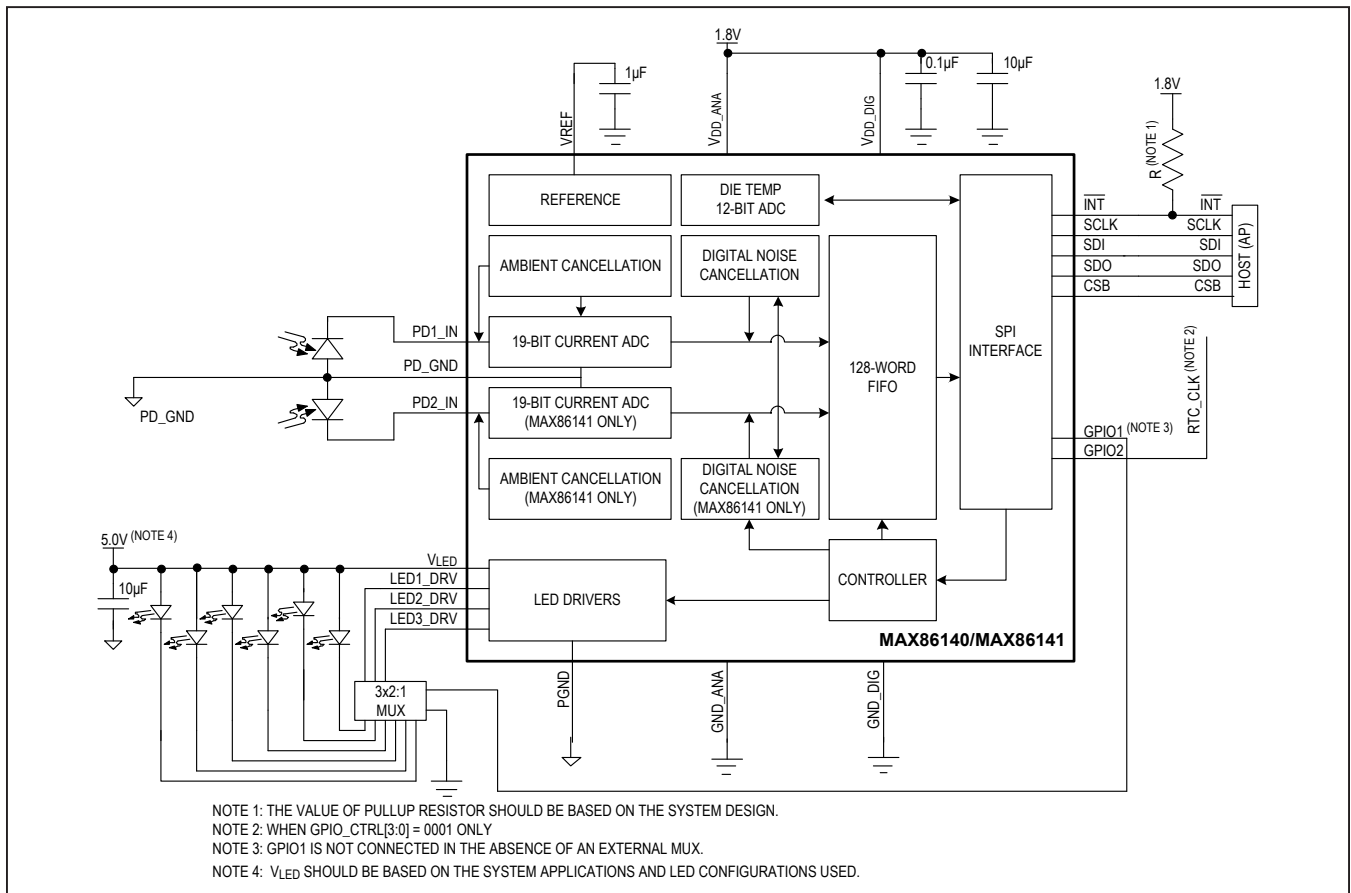 1.8V
1µF
0.1µF
10µF
1.8V
VREF
VDD_ANA
VDD_DIG
R (NOTE 1)
REFERENCE
DIE TEMP
12-BIT ADC
AMBIENT CANCELLATION
DIGITAL NOISE
CANCELLATION
INT
INT
SCLK
SCLK
SDI
SDI
SDO
SDO
CSB
CSB
HOST (AP)
PD1_IN
19-BIT CURRENT ADC
SPI
INTERFACE
PD_GND
128-WORD
FIFO
PD_GND
PD2_IN
19-BIT CURRENT ADC
(MAX86141 ONLY)
RTC_CLK (NOTE 2)
GPIO1 (NOTE 3)
GPIO2
AMBIENT CANCELLATION
(MAX86141 ONLY)
DIGITAL NOISE
CANCELLATION
(MAX86141 ONLY)
5.0V (NOTE 4)
10µF
VLED
LED1_DRV
LED2_DRV
LED3_DRV
LED DRIVERS
CONTROLLER
MAX86140/MAX86141
3x2:1
MUX
PGND
GND_ANA
GND_DIG
NOTE 1: THE VALUE OF PULLUP RESISTOR SHOULD BE BASED ON THE SYSTEM DESIGN.
NOTE 2: WHEN GPIO_CTRL[3:0] = 0001 ONLY
NOTE 3: GPIO1 IS NOT CONNECTED IN THE ABSENCE OF AN EXTERNAL MUX.
NOTE 4: VLED SHOULD BE BASED ON THE SYSTEM APPLICATIONS AND LED CONFIGURATIONS USED.